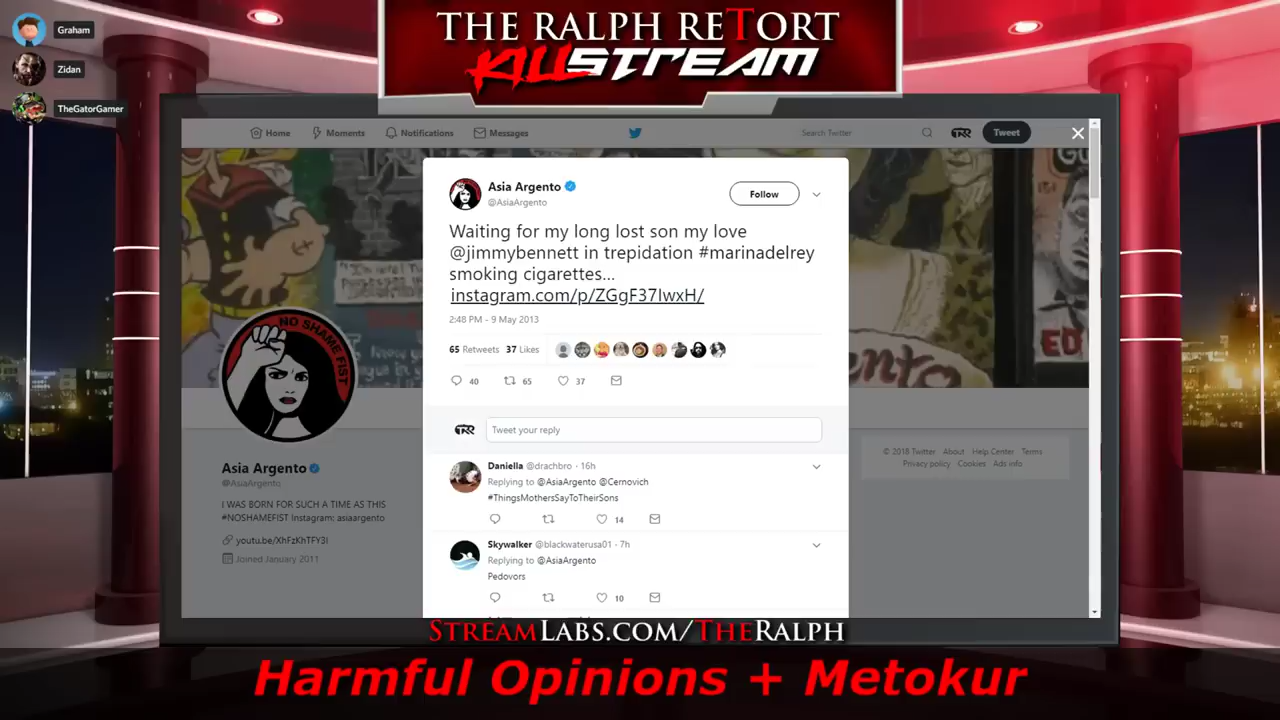 Graham
Zidan
TheGatorGamer
THE RALPH RETORT
KILLSTREAM
Home
Moments
Notifications
Messages
Search Twitter
TRR
Tweet
Asia Argento
@AsiaArgento
Follow
Waiting for my long lost son my love
@jimmybennett in trepidation #marinadelrey
smoking cigarettes...
instagram.com/p/ZGgF37IwxH/
2:48 PM - 9 May 2013
65 Retweets 37 Likes
40 65 37
TRR
Tweet your reply
Daniella @drachbro · 16h
Replying to @AsiaArgento @Cernovich
#ThingsMothersSayToTheirSons
14
Skywalker @blackwaterusa01 · 7h
Replying to @AsiaArgento
Pedovors
10
NO SHAME FIST
Asia Argento
@AsiaArgento
I WAS BORN FOR SUCH A TIME AS THIS
#NOSHAMEFIST Instagram: asiaargento
youtu.be/XhFzKhTFY3I
Joined January 2011
© 2018 Twitter About Help Center Terms
Privacy policy Cookies Ads info
STREAMLABS.COM/THERALPH
Harmful Opinions + Metokur